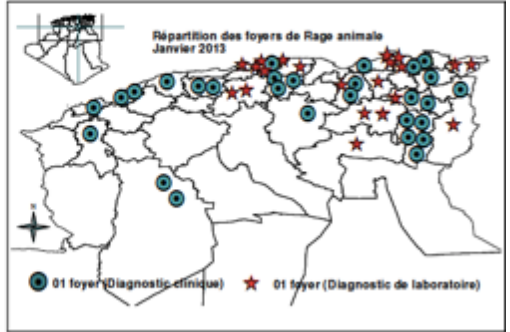 Répartition des foyers de Rage animale
Janvier 2013
N
01 foyer (Diagnostic clinique)
01 foyer (Diagnostic de laboratoire)